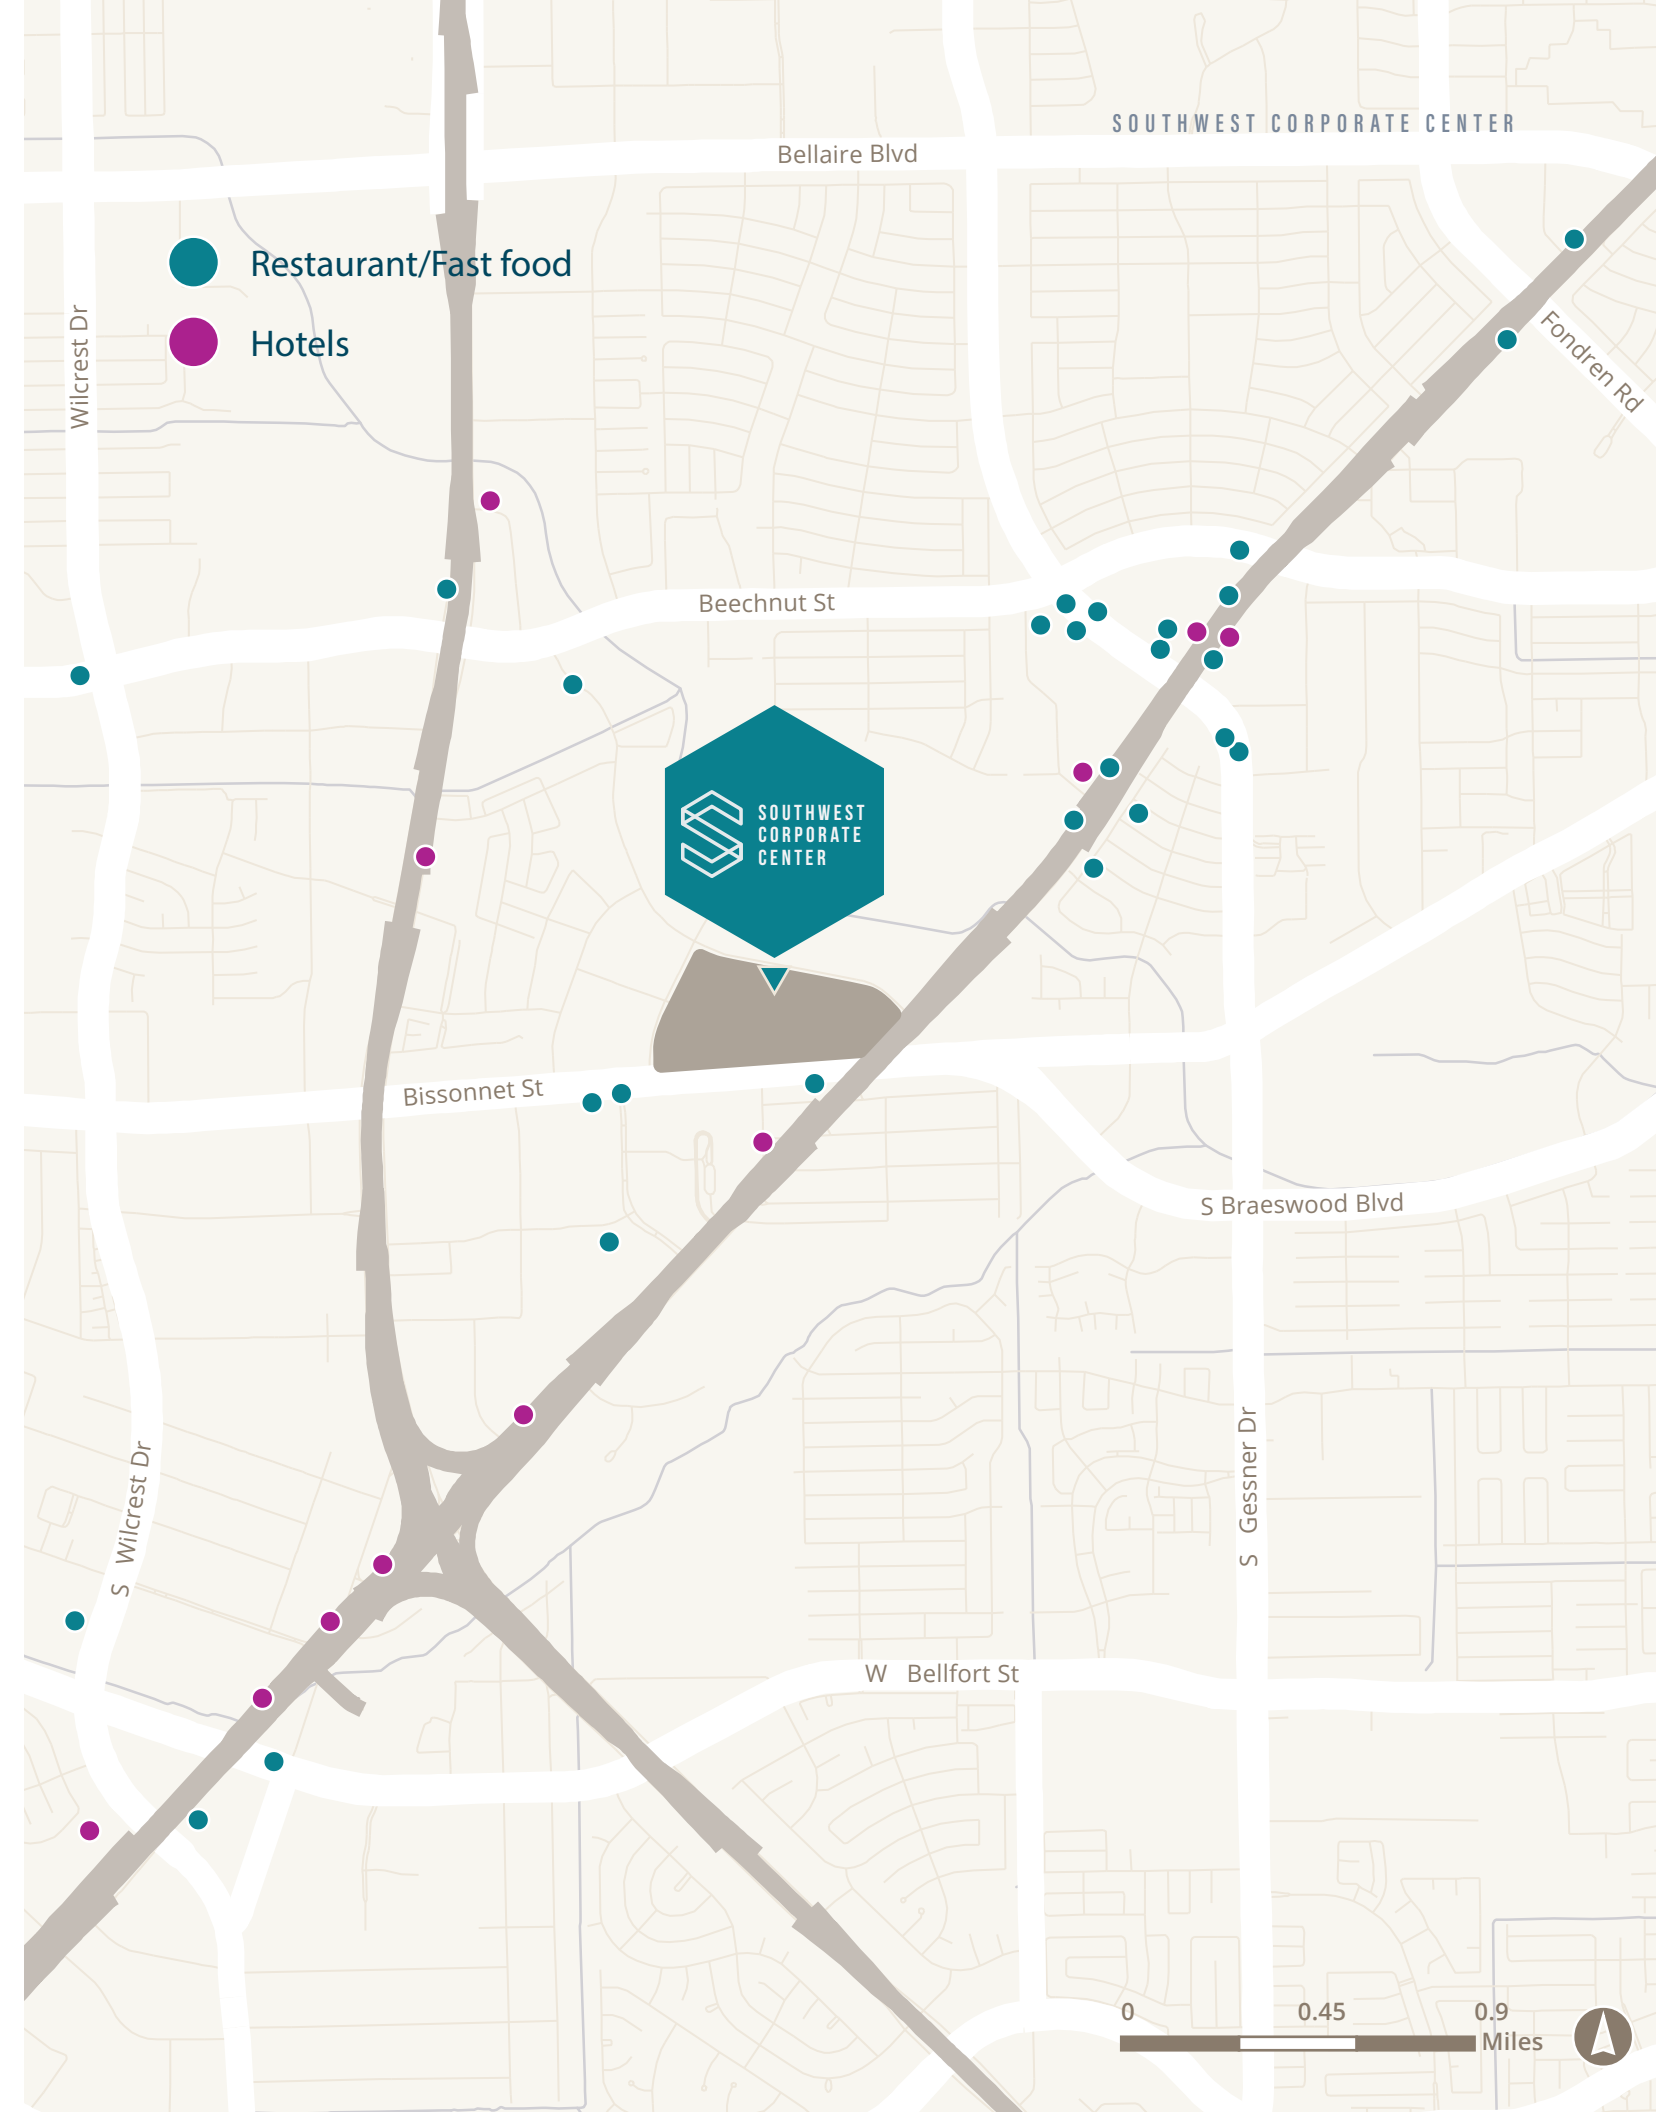 SOUTHWEST CORPORATE CENTER
Bellaire Blvd
Restaurant/Fast food
Hotels
Wilcrest Dr
Fondren Rd
Beechnut St
SOUTHWEST
CORPORATE
CENTER
Bissonnet St
S Braeswood Blvd
S Gessner Dr
S Wilcrest Dr
W Bellfort St
0 0.45 0.9
Miles